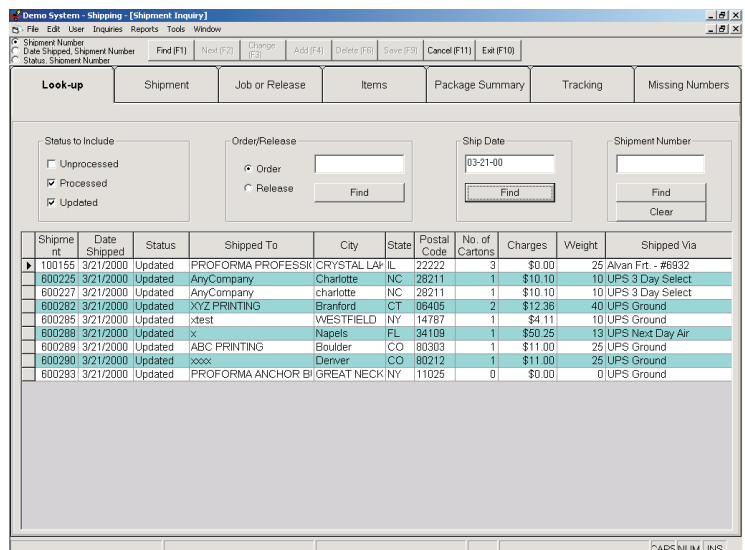 Demo System - Shipping - [Shipment Inquiry]
File Edit User Inquiries Reports Tools Window
Shipment Number
Date Shipped, Shipment Number
Status, Shipment Number
Find (F1) Next (F2) Change (F3) Add (F4) Delete (F6) Save (F9) Cancel (F11) Exit (F10)
Look-up Shipment Job or Release Items Package Summary Tracking Missing Numbers
Status to Include Order/Release Ship Date Shipment Number
Unprocessed
Processed
Updated
Order
Release
Find
03-21-00
Find
Find
Clear
Shipme nt Date Shipped Status Shipped To City State Postal Code No. of Cartons Charges Weight Shipped Via
100155 3/21/2000 Updated PROFORMA PROFESSI CRYSTAL LA IL 22222 3 $0.00 25 Alvan Frt. - #6932
600225 3/21/2000 Updated AnyCompany Charlotte NC 28211 1 $10.10 10 UPS 3 Day Select
600227 3/21/2000 Updated AnyCompany charlotte NC 28211 1 $10.10 10 UPS 3 Day Select
600282 3/21/2000 Updated XYZ PRINTING Branford CT 06405 2 $12.36 40 UPS Ground
600285 3/21/2000 Updated xtest WESTFIELD NY 14787 1 $4.11 10 UPS Ground
600288 3/21/2000 Updated x Napels FL 34109 1 $50.25 13 UPS Next Day Air
600289 3/21/2000 Updated ABC PRINTING Boulder CO 80303 1 $11.00 25 UPS Ground
600290 3/21/2000 Updated xxxx Denver CO 80212 1 $11.00 25 UPS Ground
600293 3/21/2000 Updated PROFORMA ANCHOR B GREAT NECK NY 11025 0 $0.00 0 UPS Ground
CAPS NUM INS